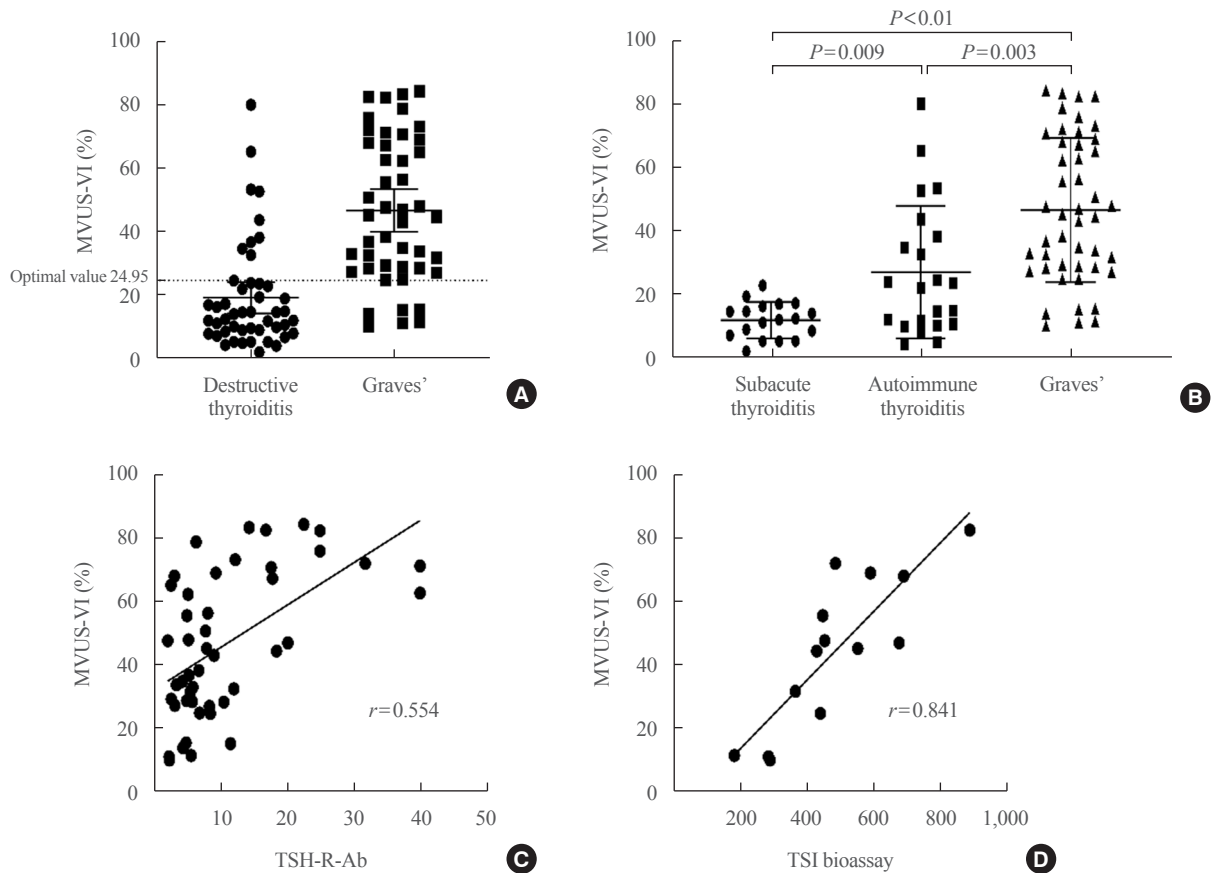 100
80
60
40
20
0
MVUS-VI (%)
Optimal value 24.95
Destructive
thyroiditis
Graves’
A
P<0.01
P=0.009
P=0.003
100
80
60
40
20
0
MVUS-VI (%)
Subacute
thyroiditis
Autoimmune
thyroiditis
Graves’
B
100
80
60
40
20
0
MVUS-VI (%)
r=0.554
10
20
30
40
50
TSH-R-Ab
C
100
80
60
40
20
0
MVUS-VI (%)
r=0.841
200
400
600
800
1,000
TSI bioassay
D